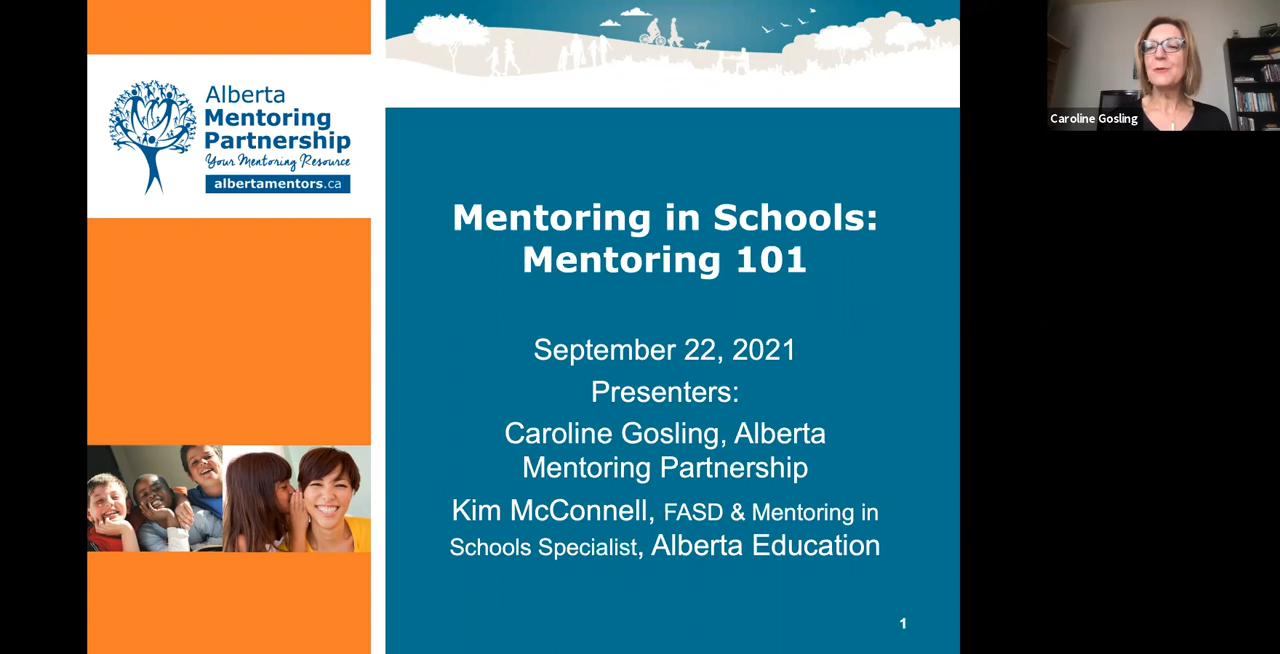 Alberta
Mentoring
Partnership
Your Mentoring Resource
albertamentors.ca
Mentoring in Schools:
Mentoring 101
September 22, 2021
Presenters:
Caroline Gosling, Alberta
Mentoring Partnership
Kim McConnell, FASD & Mentoring in
Schools Specialist, Alberta Education
1
Caroline Gosling